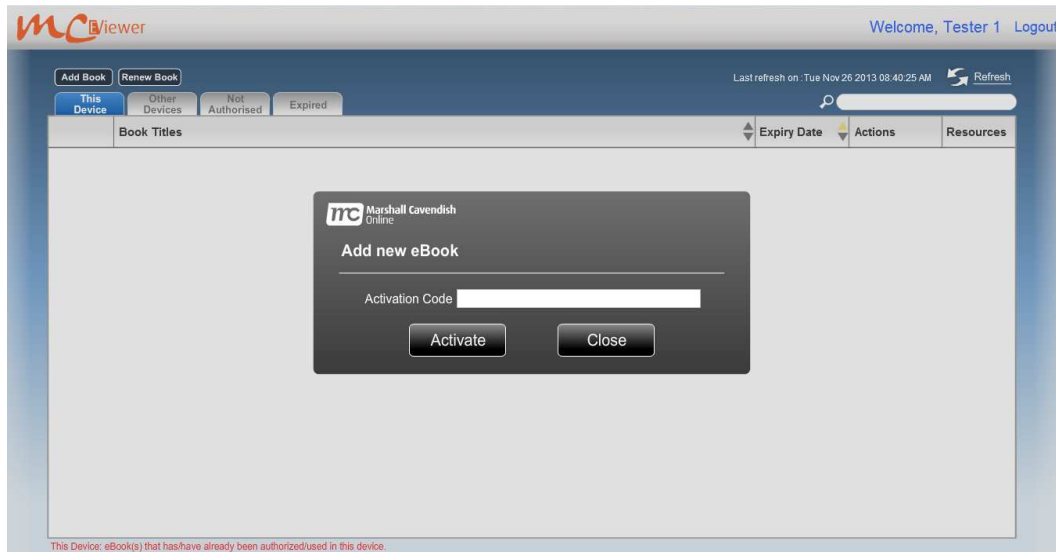 MC EViewer
Welcome, Tester 1 Logout
Add Book Renew Book
Last refresh on :Tue Nov 26 2013 08:40:25 AM Refresh
This Device
Other Devices
Not Authorised
Expired
Book Titles Expiry Date Actions Resources
mc Marshall Cavendish
Online
Add new eBook
Activation Code
Activate Close
This Device: eBook(s) that has/have already been authorized/used in this device.